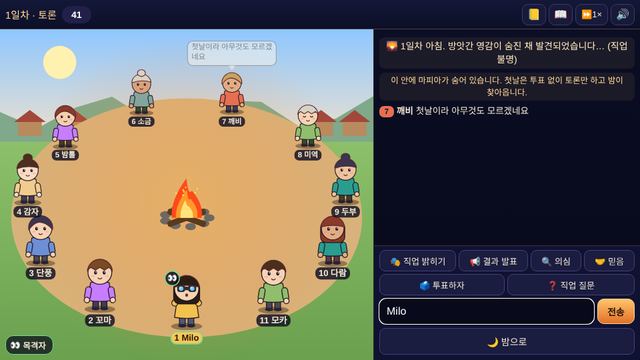 1일차 · 토론
41
1×
첫날이라 아무것도 모르겠
네요
6 소금
7 깨비
5 밤톨
8 미역
4 감자
9 두부
3 단풍
10 다람
2 꼬마
1 Milo
11 모카
목격자
1일차 아침. 방앗간 영감이 숨진 채 발견되었습니다… (직업
불명)
이 안에 마피아가 숨어 있습니다. 첫날은 투표 없이 토론만 하고 밤이
찾아옵니다.
7 깨비 첫날이라 아무것도 모르겠네요
직업 밝히기
결과 발표
의심
믿음
투표하자
직업 질문
Milo
전송
밤으로